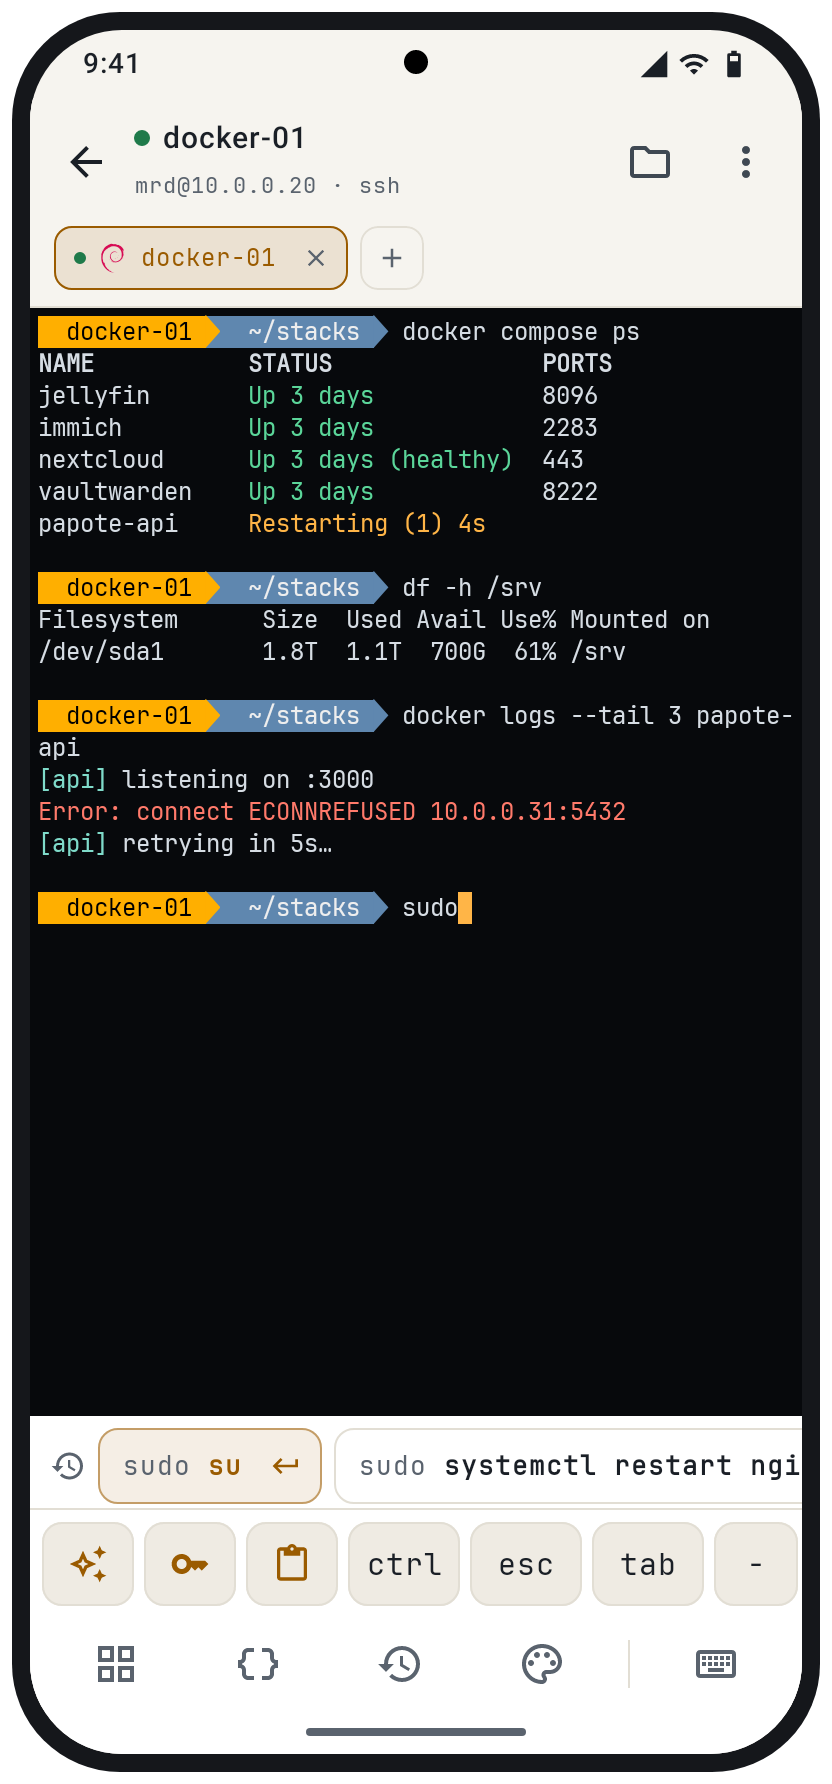 9:41
docker-01
mrd@10.0.0.20 · ssh
docker-01
docker-01 ~/stacks docker compose ps
NAME STATUS PORTS
jellyfin Up 3 days 8096
immich Up 3 days 2283
nextcloud Up 3 days (healthy) 443
vaultwarden Up 3 days 8222
papote-api Restarting (1) 4s
docker-01 ~/stacks df -h /srv
Filesystem Size Used Avail Use% Mounted on
/dev/sda1 1.8T 1.1T 700G 61% /srv
docker-01 ~/stacks docker logs --tail 3 papote-
api
[api] listening on :3000
Error: connect ECONNREFUSED 10.0.0.31:5432
[api] retrying in 5s…
docker-01 ~/stacks sudo
sudo su sudo systemctl restart ngi
ctrl esc tab -